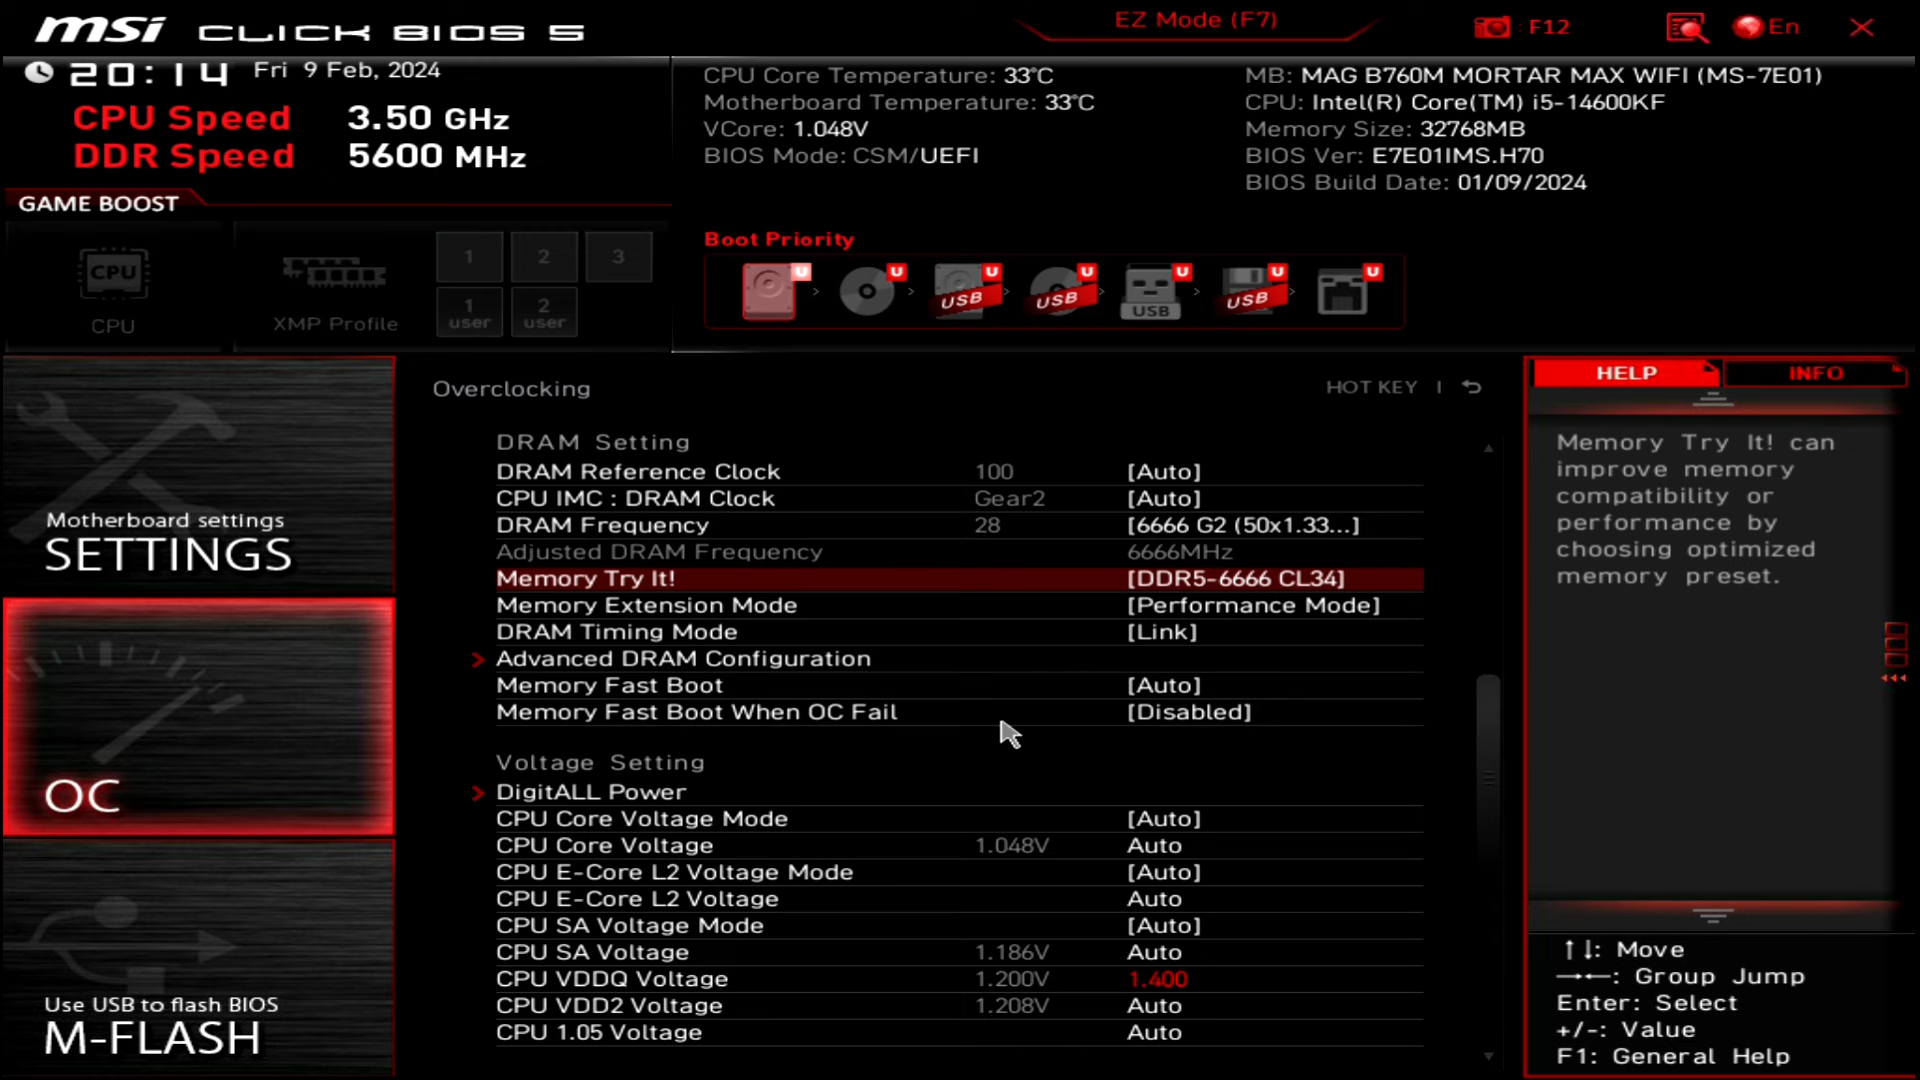 msi CLICK BIOS 5
EZ Mode (F7)
: F12
En
20:14 Fri 9 Feb, 2024
CPU Speed 3.50 GHz
DDR Speed 5600 MHz
CPU Core Temperature: 33°C
Motherboard Temperature: 33°C
VCore: 1.048V
BIOS Mode: CSM/UEFI
MB: MAG B760M MORTAR MAX WIFI (MS-7E01)
CPU: Intel(R) Core(TM) i5-14600KF
Memory Size: 32768MB
BIOS Ver: E7E01IMS.H70
BIOS Build Date: 01/09/2024
GAME BOOST
CPU
CPU
XMP Profile
1 2 3
1 user
2 user
Boot Priority
U U U U U U U
USB USB USB USB
Motherboard settings
SETTINGS
OC
Use USB to flash BIOS
M-FLASH
Overclocking
HOT KEY |
DRAM Setting
DRAM Reference Clock 100 [Auto]
CPU IMC : DRAM Clock Gear2 [Auto]
DRAM Frequency 28 [6666 G2 (50x1.33...]
Adjusted DRAM Frequency 6666MHz
Memory Try It! [DDR5-6666 CL34]
Memory Extension Mode [Performance Mode]
DRAM Timing Mode [Link]
> Advanced DRAM Configuration
Memory Fast Boot [Auto]
Memory Fast Boot When OC Fail [Disabled]
Voltage Setting
> DigitALL Power
CPU Core Voltage Mode [Auto]
CPU Core Voltage 1.048V Auto
CPU E-Core L2 Voltage Mode [Auto]
CPU E-Core L2 Voltage Auto
CPU SA Voltage Mode [Auto]
CPU SA Voltage 1.186V Auto
CPU VDDQ Voltage 1.200V 1.400
CPU VDD2 Voltage 1.208V Auto
CPU 1.05 Voltage Auto
HELP
INFO
Memory Try It! can
improve memory
compatibility or
performance by
choosing optimized
memory preset.
↑↓: Move
→←: Group Jump
Enter: Select
+/-: Value
F1: General Help